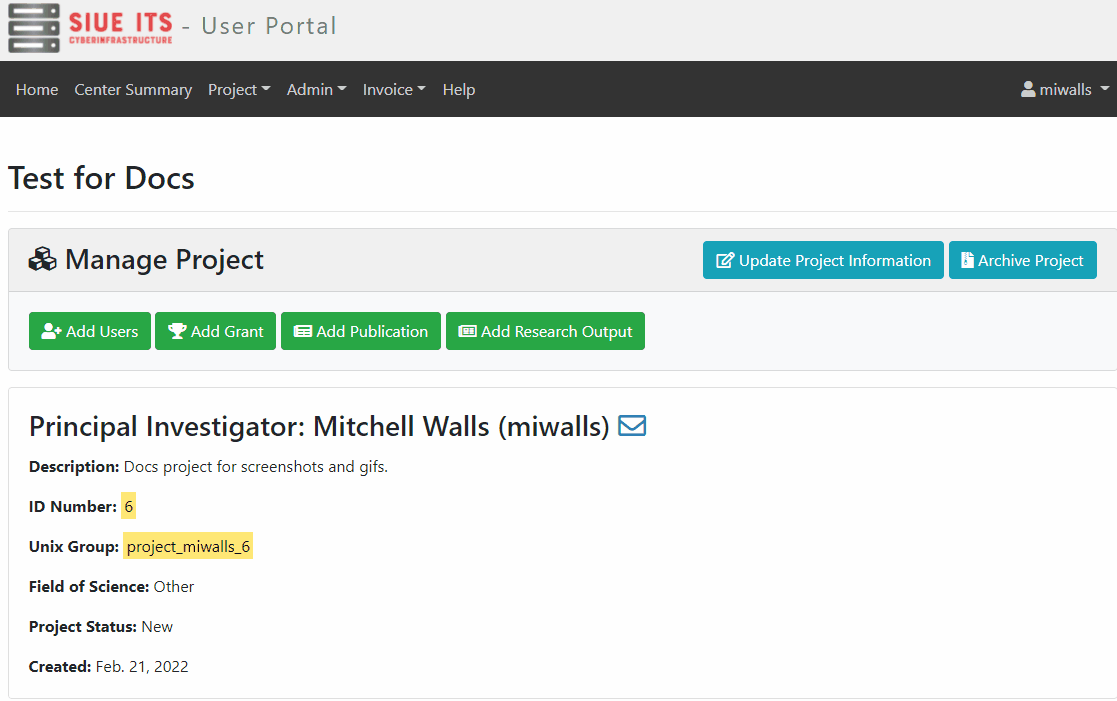 SIUE ITS
CYBERINFRASTRUCTURE
- User Portal
Home Center Summary Project Admin Invoice Help miwalls
Test for Docs
Manage Project Update Project Information Archive Project
Add Users Add Grant Add Publication Add Research Output
Principal Investigator: Mitchell Walls (miwalls)
Description: Docs project for screenshots and gifs.
ID Number: 6
Unix Group: project_miwalls_6
Field of Science: Other
Project Status: New
Created: Feb. 21, 2022